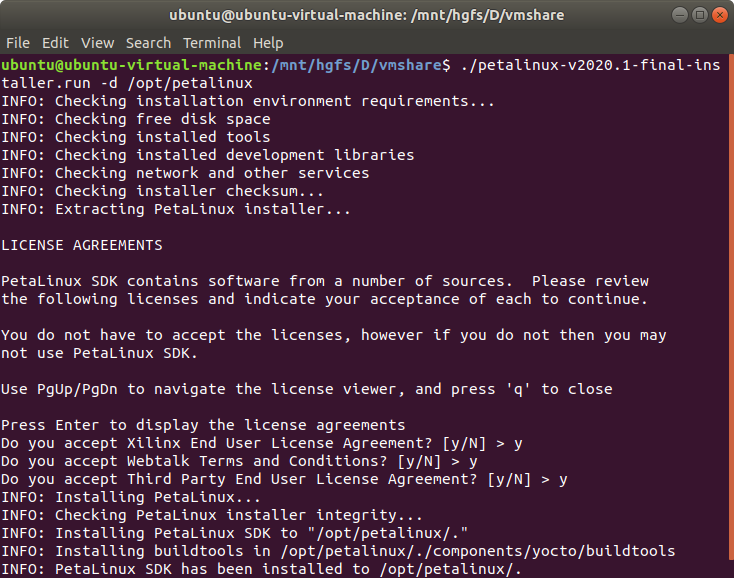 ubuntu@ubuntu-virtual-machine: /mnt/hgfs/D/vmshare
File Edit View Search Terminal Help
ubuntu@ubuntu-virtual-machine:/mnt/hgfs/D/vmshare$ ./petalinux-v2020.1-final-ins
taller.run -d /opt/petalinux
INFO: Checking installation environment requirements...
INFO: Checking free disk space
INFO: Checking installed tools
INFO: Checking installed development libraries
INFO: Checking network and other services
INFO: Checking installer checksum...
INFO: Extracting PetaLinux installer...
LICENSE AGREEMENTS
PetaLinux SDK contains software from a number of sources.  Please review
the following licenses and indicate your acceptance of each to continue.
You do not have to accept the licenses, however if you do not then you may
not use PetaLinux SDK.
Use PgUp/PgDn to navigate the license viewer, and press 'q' to close
Press Enter to display the license agreements
Do you accept Xilinx End User License Agreement? [y/N] > y
Do you accept Webtalk Terms and Conditions? [y/N] > y
Do you accept Third Party End User License Agreement? [y/N] > y
INFO: Installing PetaLinux...
INFO: Checking PetaLinux installer integrity...
INFO: Installing PetaLinux SDK to "/opt/petalinux/."
INFO: Installing buildtools in /opt/petalinux/./components/yocto/buildtools
INFO: PetaLinux SDK has been installed to /opt/petalinux/.